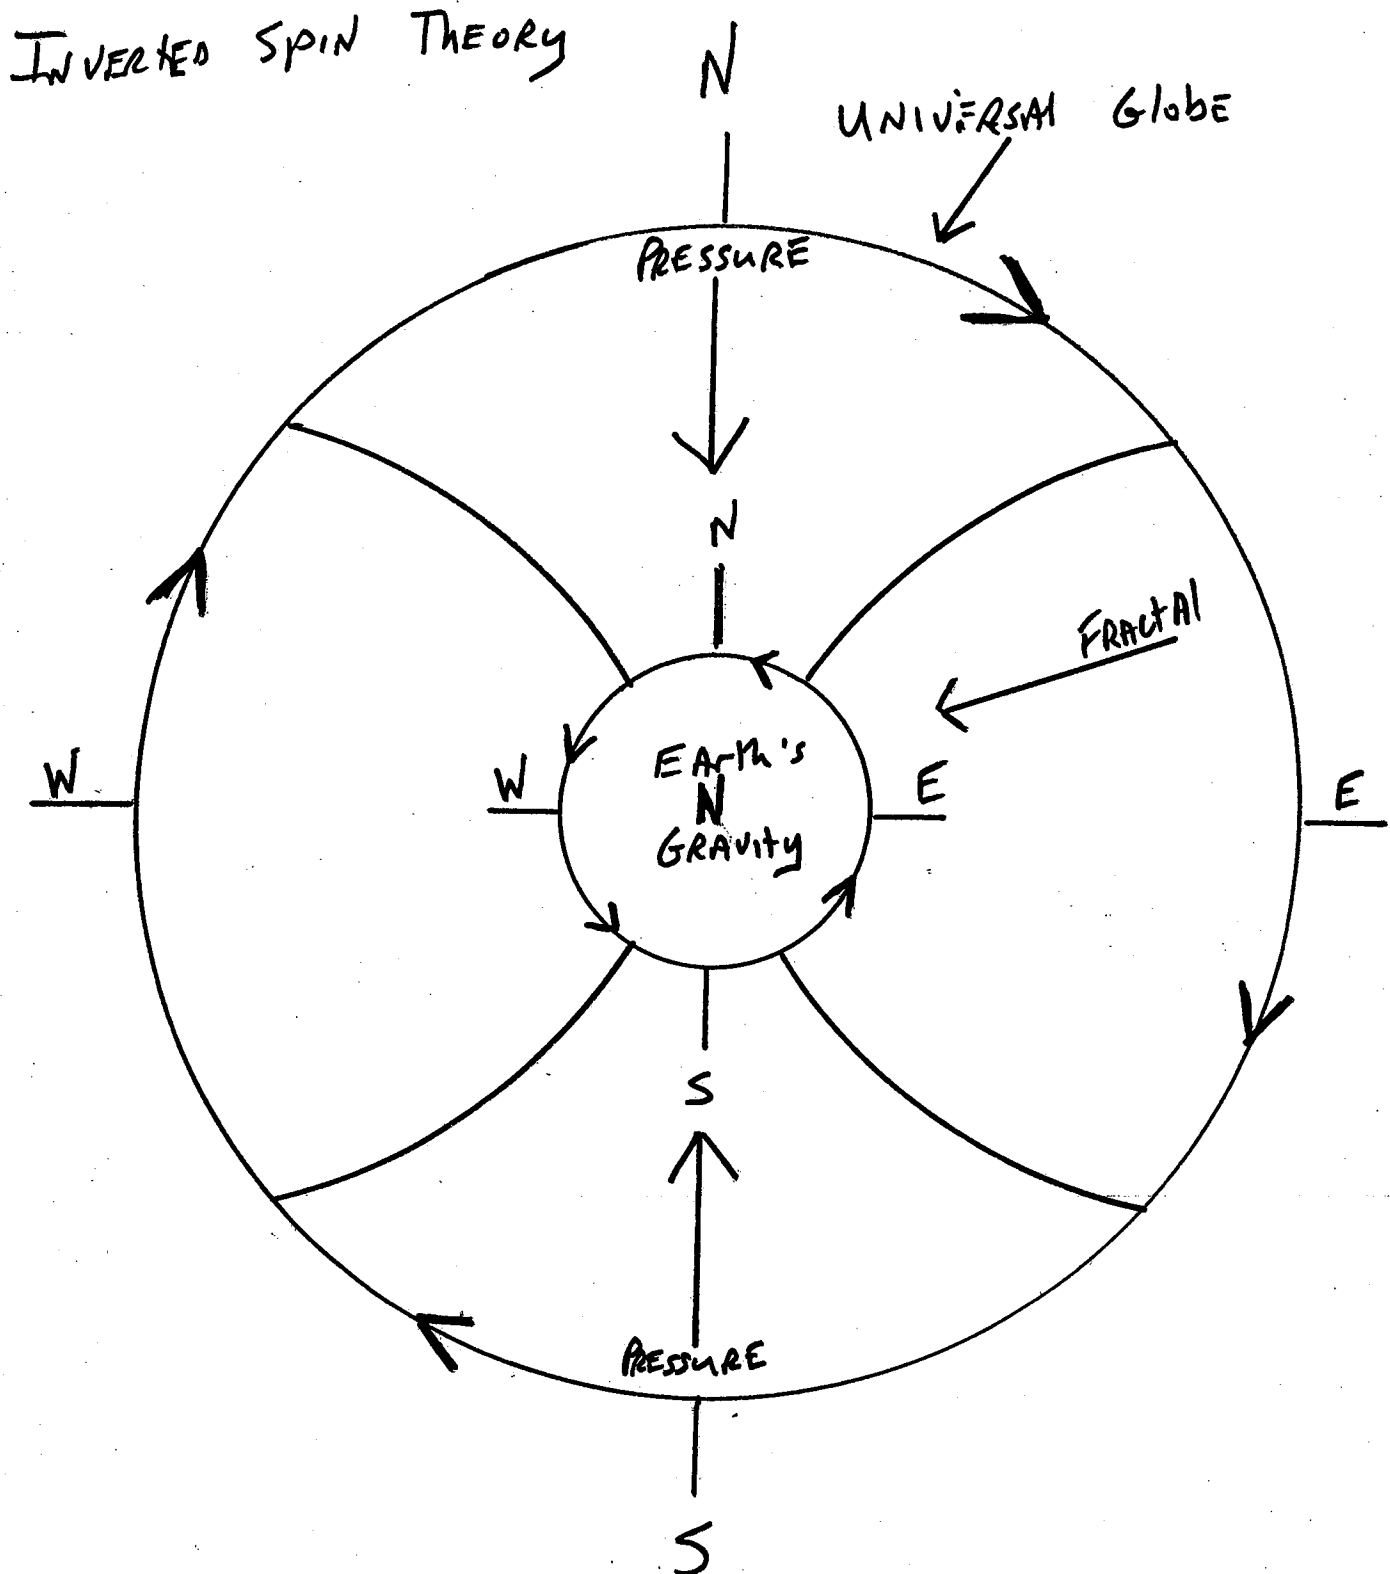 INVERTED SPIN THEORY
N
UNIVERSAL GlobE
PRESSURE
N
FRACtAl
W
W
EArth's
N
GRAVIty
E
E
S
PRESSURE
S